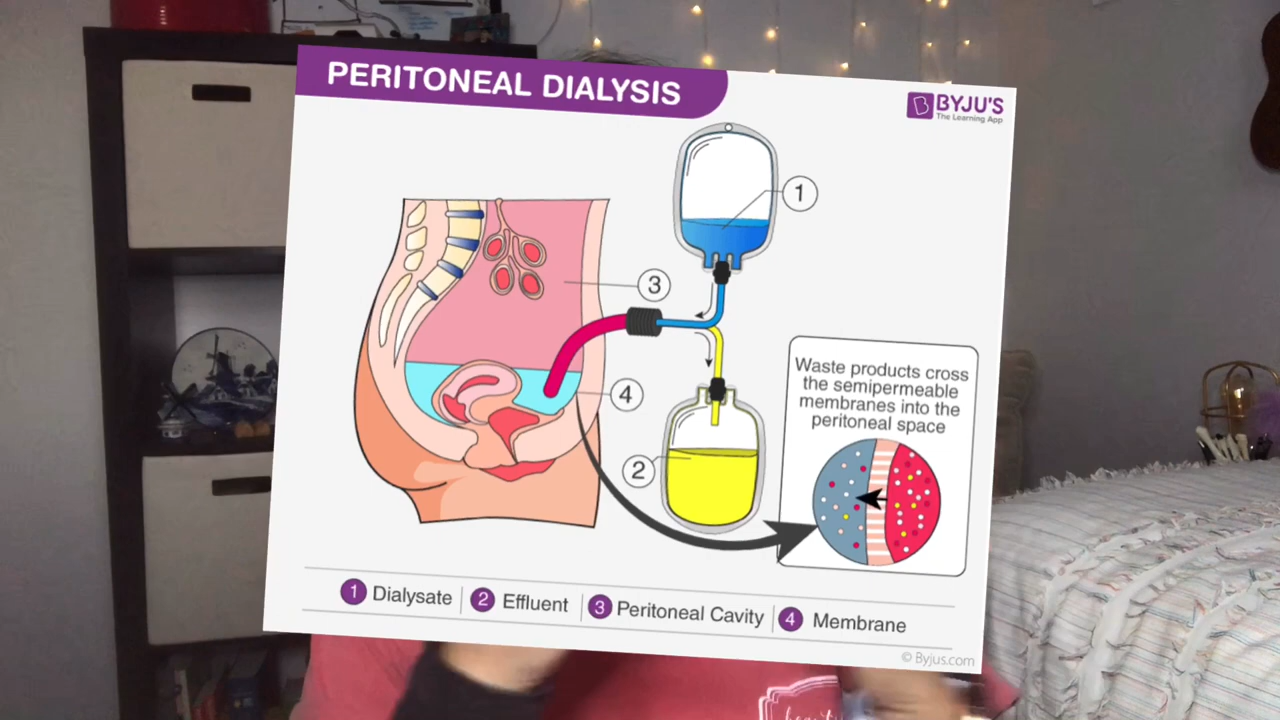 PERITONEAL DIALYSIS
BYJU'S
The Learning App
1
3
4
2
Waste products cross
the semipermeable
membranes into the
peritoneal space
1 Dialysate
2 Effluent
3 Peritoneal Cavity
4 Membrane
© Byjus.com